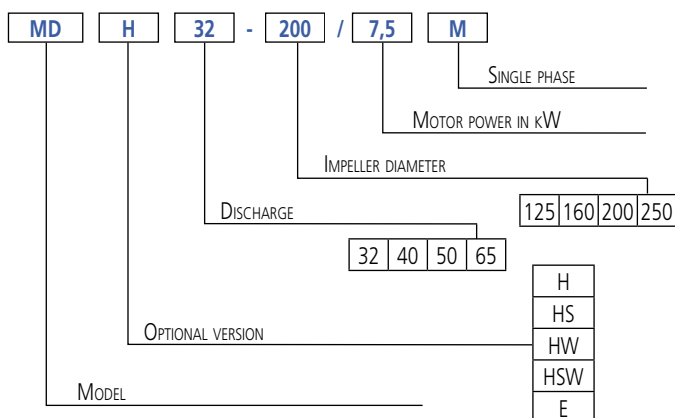 MD H 32 - 200 / 7,5 M
SINGLE PHASE
MOTOR POWER IN KW
IMPELLER DIAMETER
125 160 200 250
DISCHARGE
32 40 50 65
H
HS
OPTIONAL VERSION
HW
HSW
MODEL
E